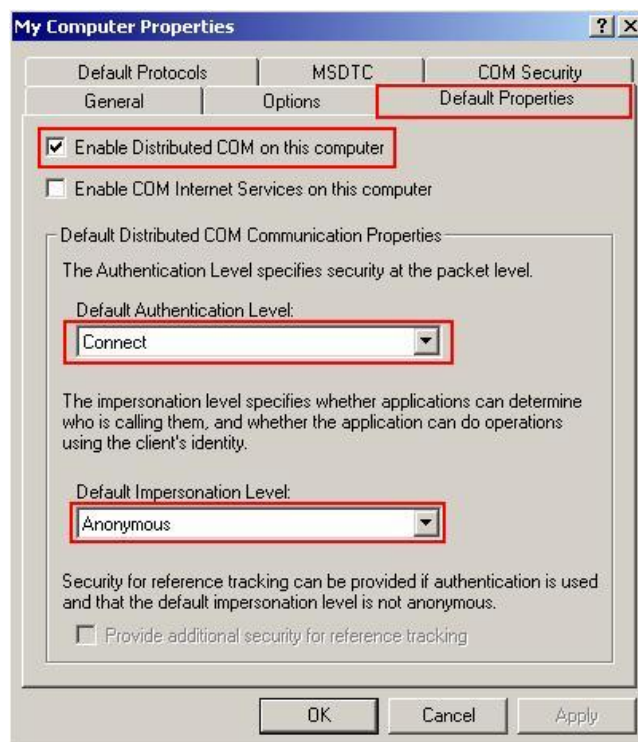 My Computer Properties
Default Protocols MSDTC COM Security
General Options Default Properties
Enable Distributed COM on this computer
Enable COM Internet Services on this computer
Default Distributed COM Communication Properties
The Authentication Level specifies security at the packet level.
Default Authentication Level:
Connect
The impersonation level specifies whether applications can determine
who is calling them, and whether the application can do operations
using the client's identity.
Default Impersonation Level:
Anonymous
Security for reference tracking can be provided if authentication is used
and that the default impersonation level is not anonymous.
Provide additional security for reference tracking
OK Cancel Apply